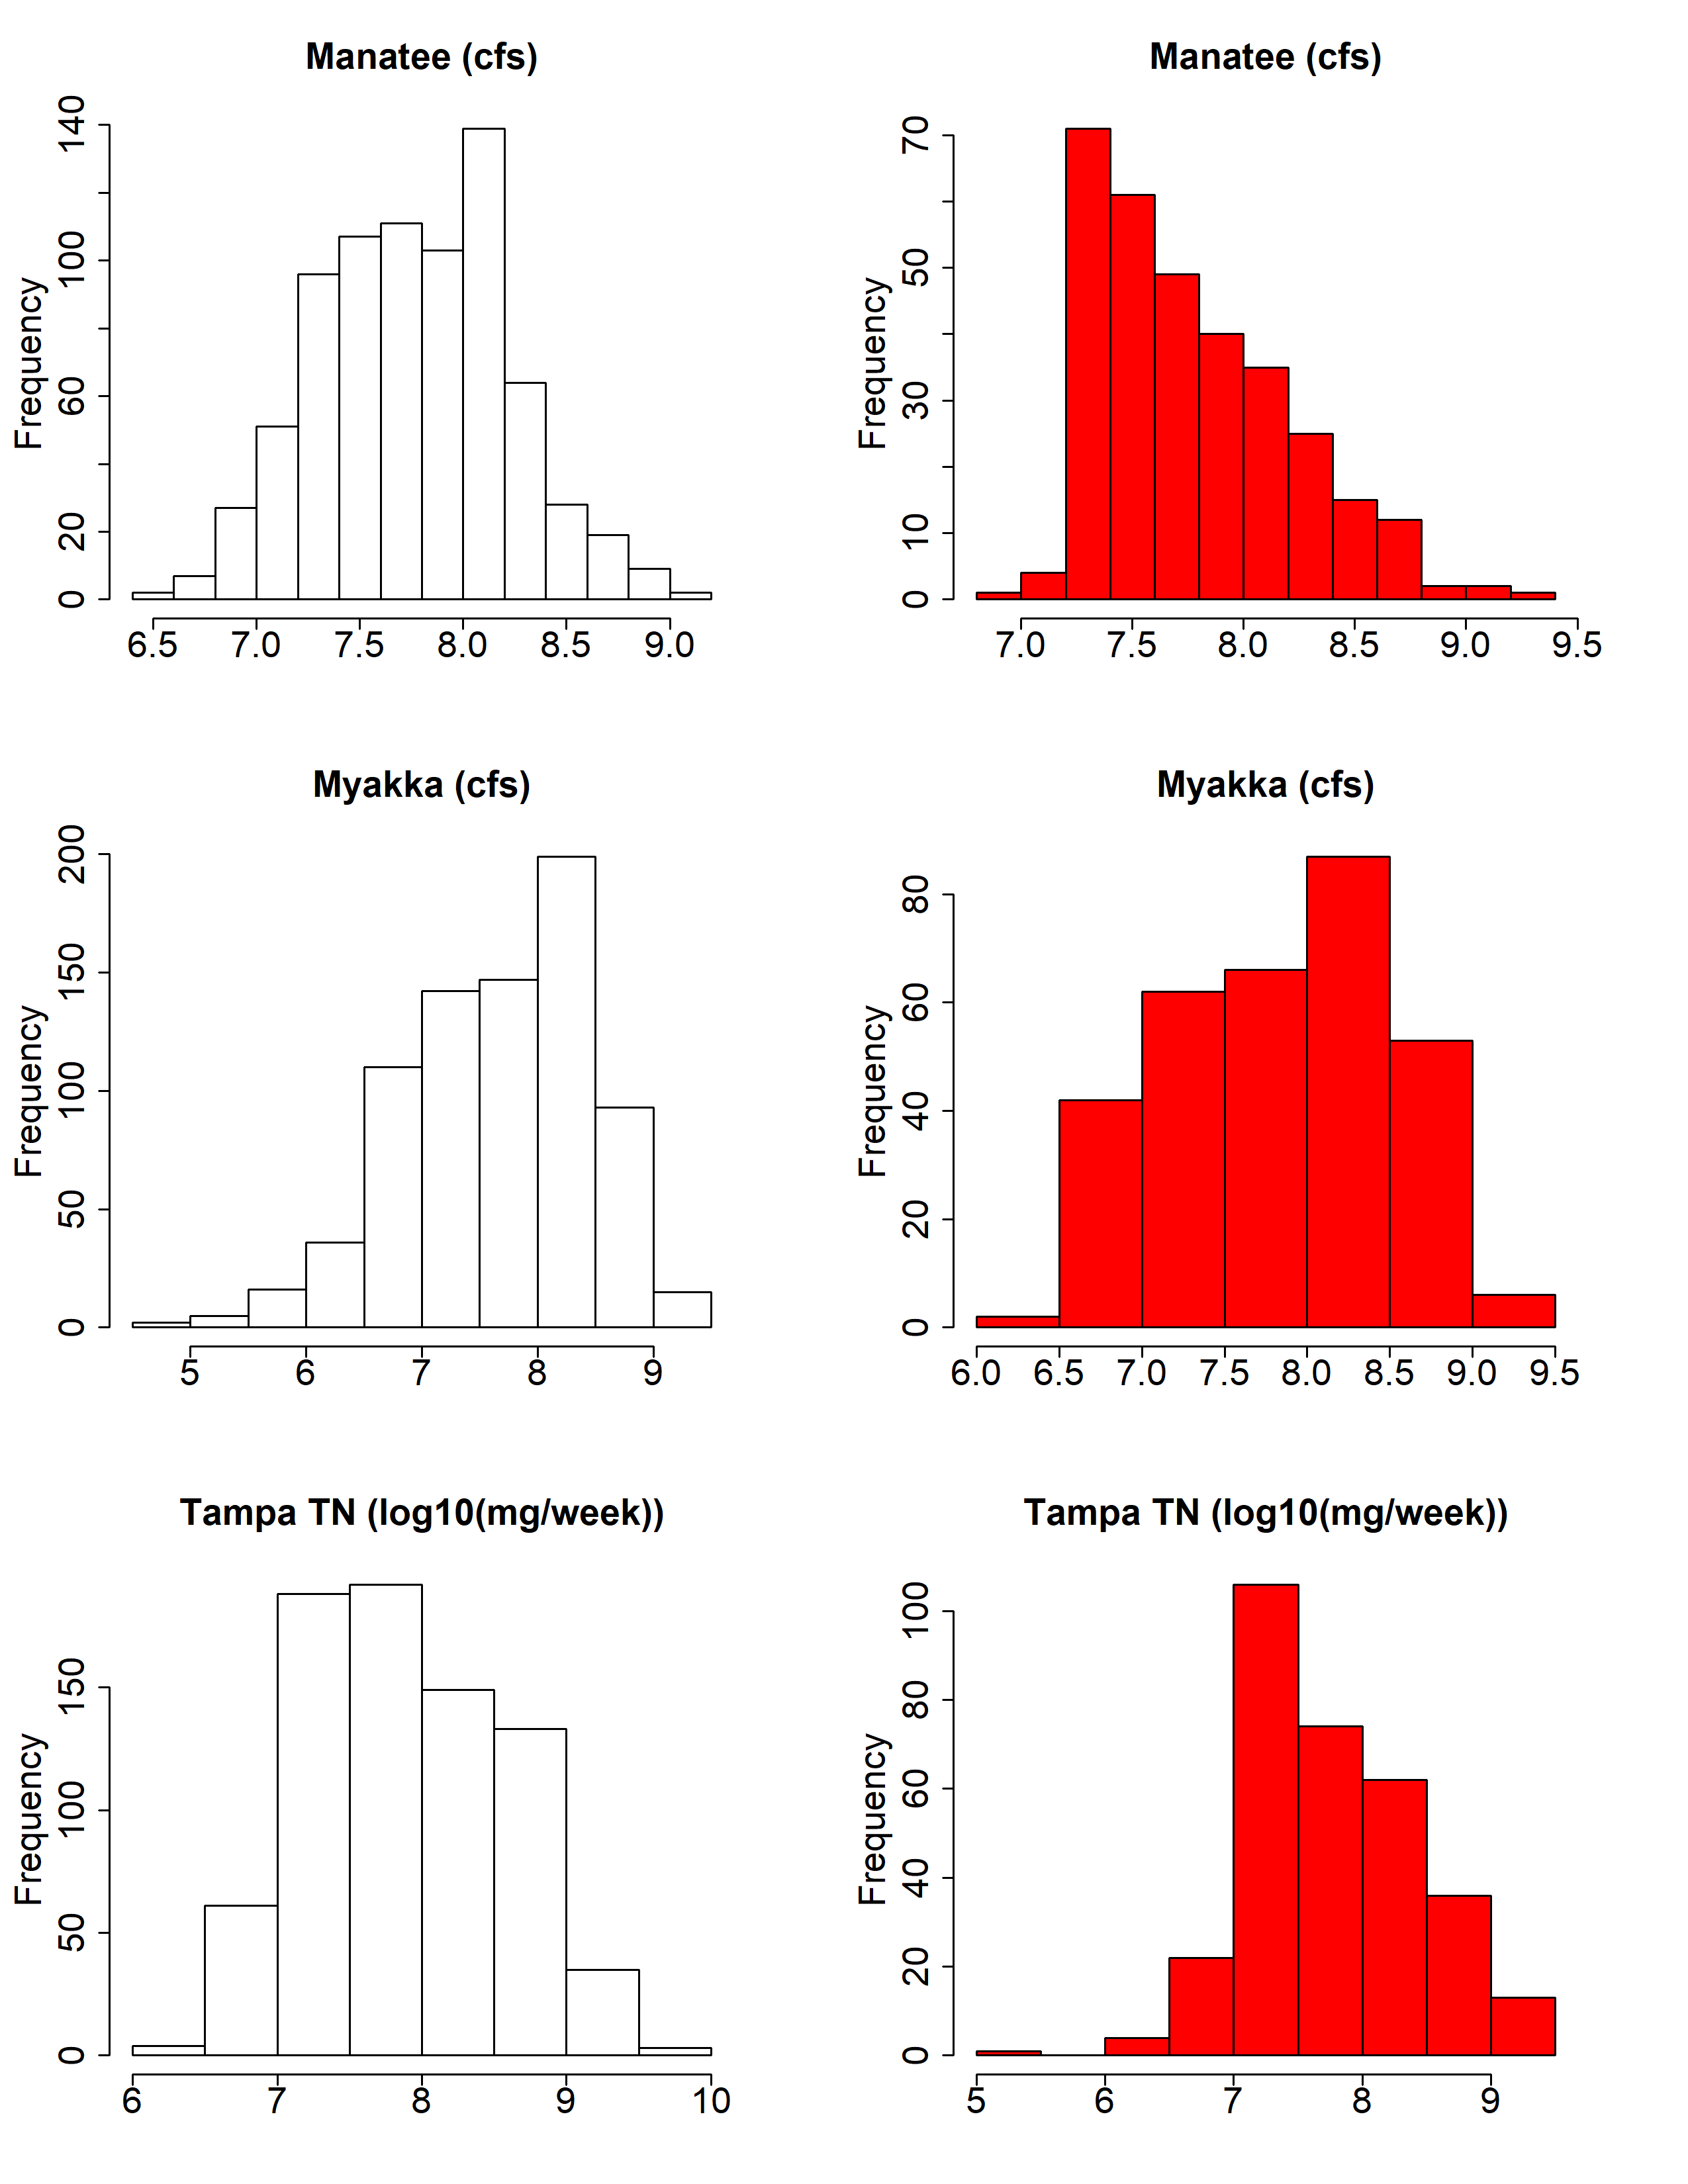 Manatee (cfs)
Frequency
0 20 60 100 140
6.5 7.0 7.5 8.0 8.5 9.0
Manatee (cfs)
Frequency
0 10 30 50 70
7.0 7.5 8.0 8.5 9.0 9.5
Myakka (cfs)
Frequency
0 50 100 150 200
5 6 7 8 9
Myakka (cfs)
Frequency
0 20 40 60 80
6.0 6.5 7.0 7.5 8.0 8.5 9.0 9.5
Tampa TN (log10(mg/week))
Frequency
0 50 100 150
6 7 8 9 10
Tampa TN (log10(mg/week))
Frequency
0 20 40 60 80 100
5 6 7 8 9